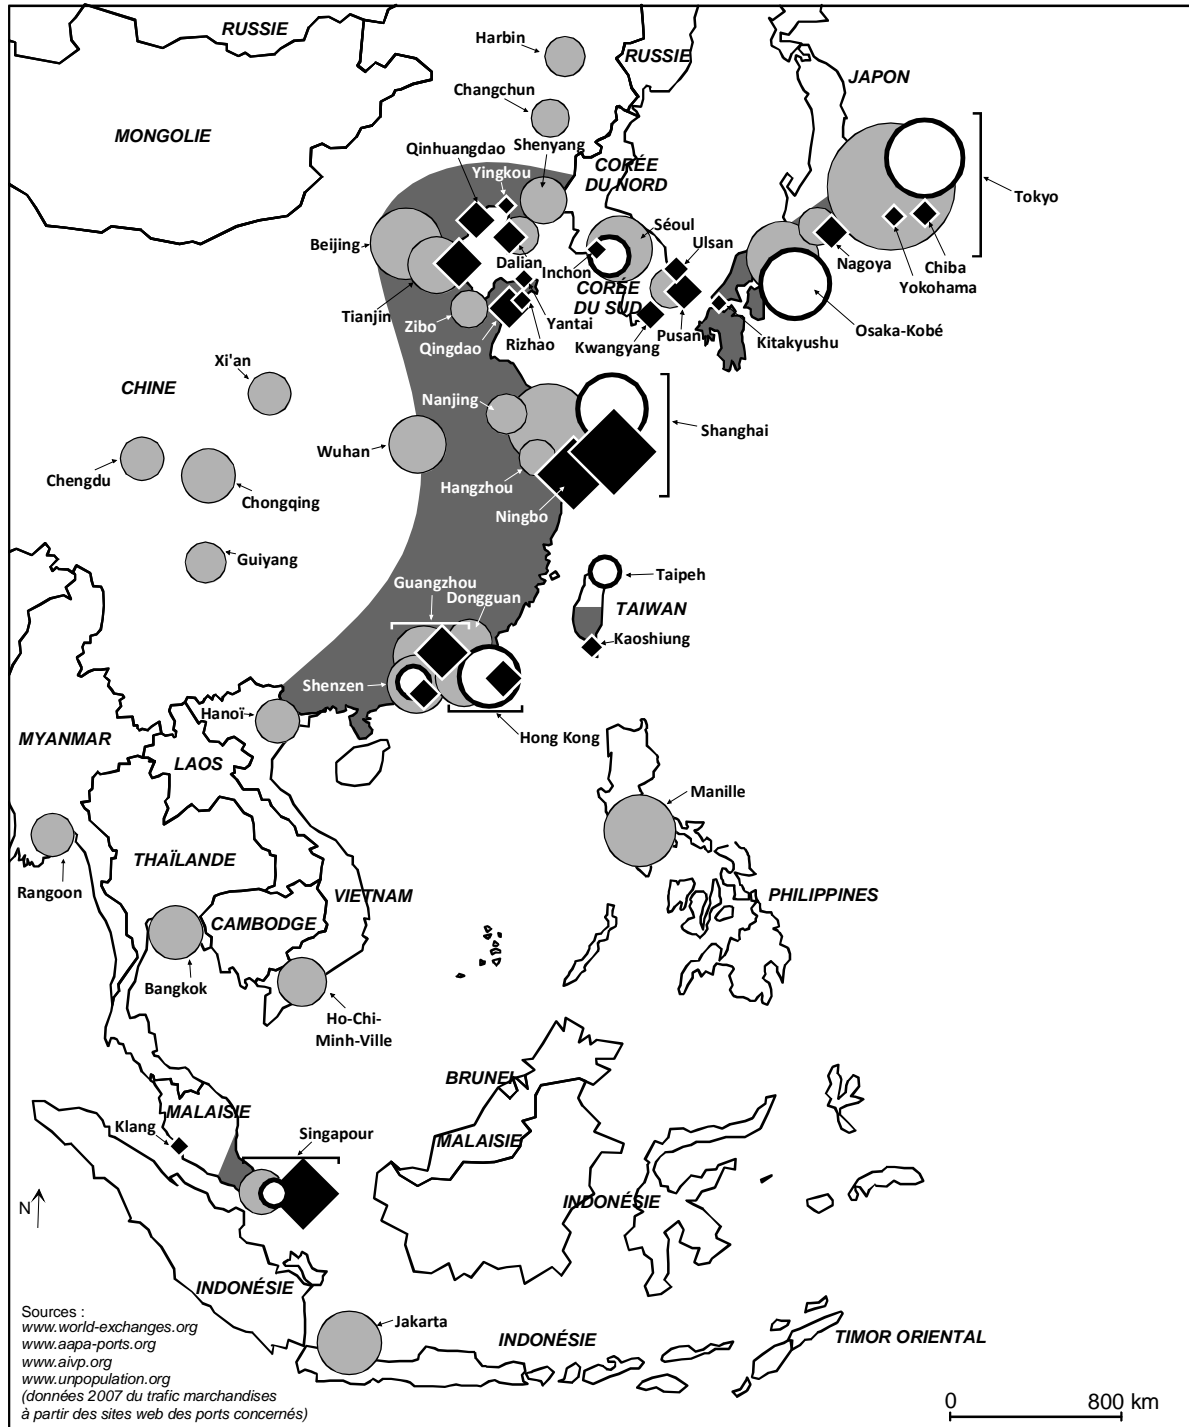 RUSSIE
Harbin
RUSSIE
JAPON
Changchun
MONGOLIE
Qinhuangdao
Shenyang
Yingkou
CORÉE
DU NORD
Tokyo
Séoul
Beijing
Ulsan
Dalian
Inchon
Nagoya
Chiba
CORÉE
DU SUD
Yokohama
Tianjin
Zibo
Yantai
Osaka-Kobé
Qingdao
Rizhao
Kwangyang
Pusan
Kitakyushu
Xi'an
CHINE
Nanjing
Shanghai
Wuhan
Chengdu
Hangzhou
Chongqing
Ningbo
Guiyang
Taipeh
Guangzhou
Dongguan
TAIWAN
Kaoshiung
Shenzen
Hanoï
Hong Kong
MYANMAR
LAOS
Manille
THAÏLANDE
Rangoon
VIETNAM
PHILIPPINES
CAMBODGE
Bangkok
Ho-Chi-
Minh-Ville
BRUNEI
MALAISIE
Klang
Singapour
MALAISIE
N
INDONÉSIE
INDONÉSIE
Sources :
www.world-exchanges.org
www.aapa-ports.org
www.aivp.org
www.unpopulation.org
(données 2007 du trafic marchandises
à partir des sites web des ports concernés)
Jakarta
INDONÉSIE
TIMOR ORIENTAL
0 800 km